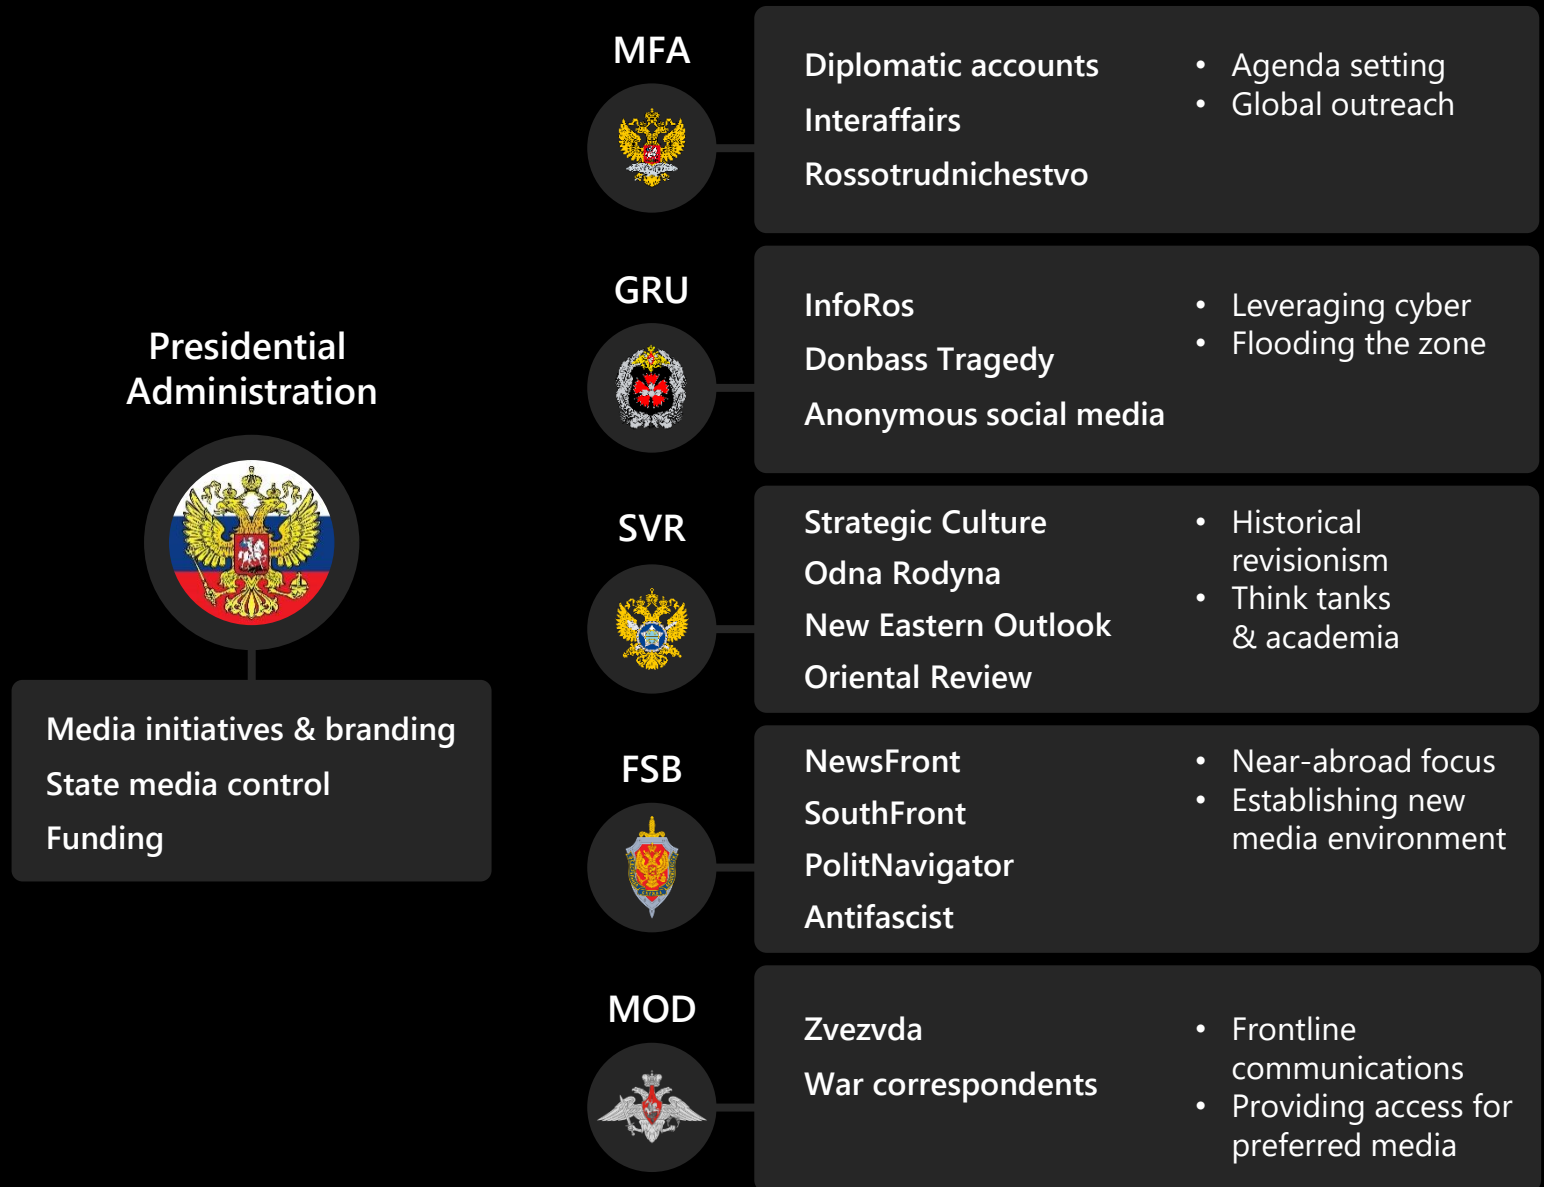 Presidential
Administration
Media initiatives & branding
State media control
Funding
MFA
Diplomatic accounts
Interaffairs
Rossotrudnichestvo
• Agenda setting
• Global outreach
GRU
InfoRos
Donbass Tragedy
Anonymous social media
• Leveraging cyber
• Flooding the zone
SVR
Strategic Culture
Odna Rodyna
New Eastern Outlook
Oriental Review
• Historical
revisionism
• Think tanks
& academia
FSB
NewsFront
SouthFront
PolitNavigator
Antifascist
• Near-abroad focus
• Establishing new
media environment
MOD
Zvezvda
War correspondents
• Frontline
communications
• Providing access for
preferred media